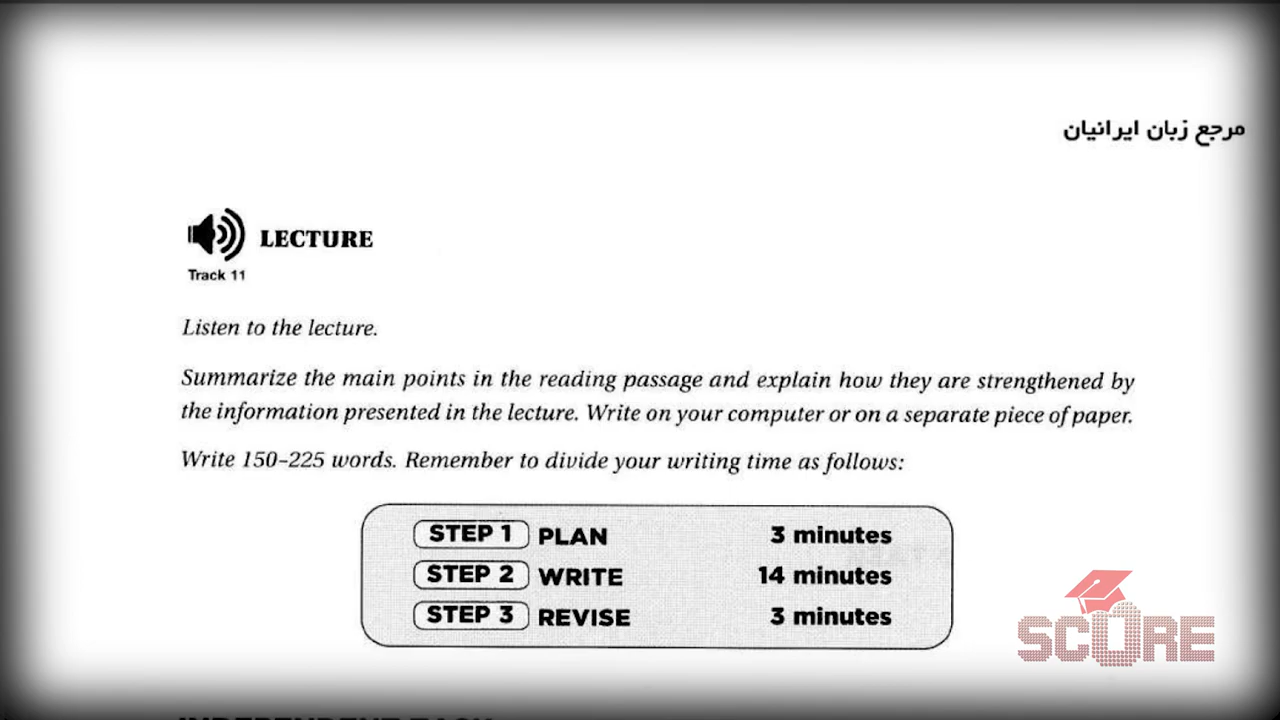 مرجع زبان ایرانیان
LECTURE
Track 11
Listen to the lecture.
Summarize the main points in the reading passage and explain how they are strengthened by
the information presented in the lecture. Write on your computer or on a separate piece of paper.
Write 150–225 words. Remember to divide your writing time as follows:
STEP 1 PLAN 3 minutes
STEP 2 WRITE 14 minutes
STEP 3 REVISE 3 minutes
SCORE